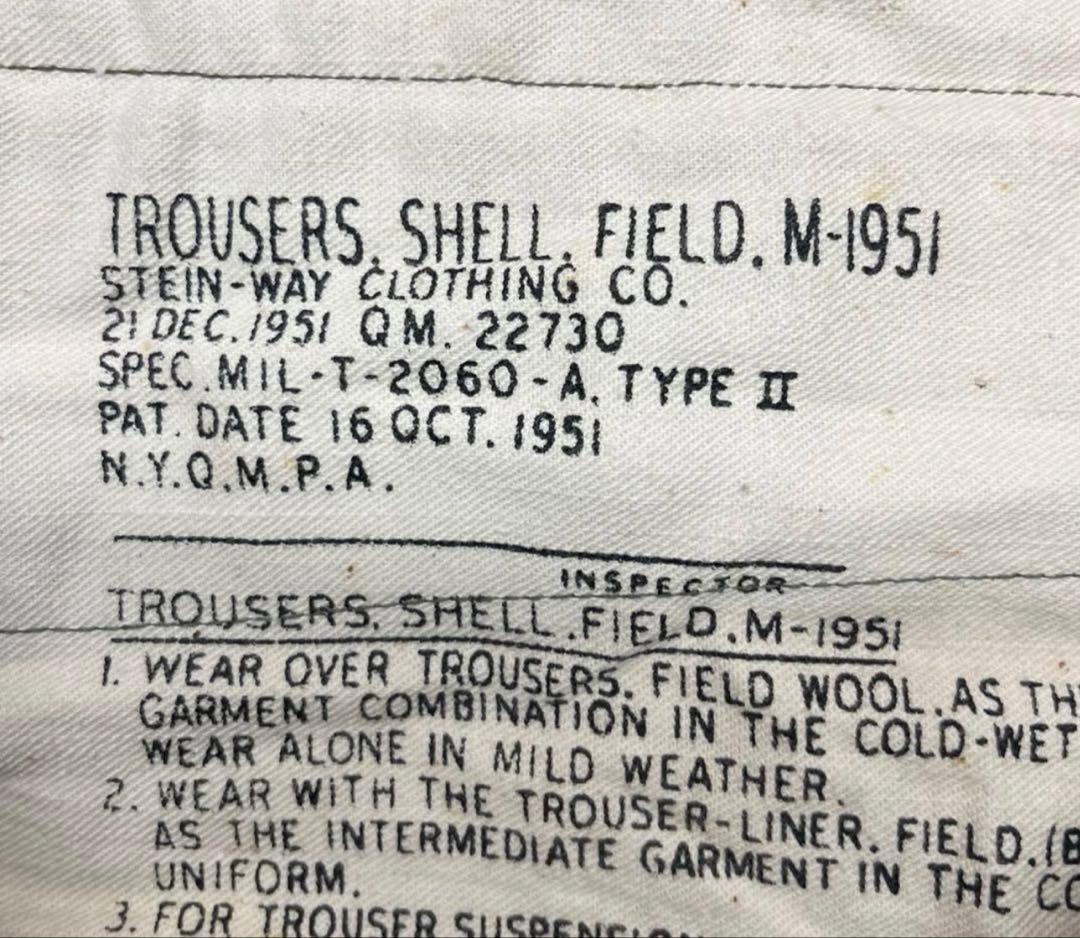 TROUSERS. SHELL. FIELD. M-1951
STEIN-WAY CLOTHING CO.
21 DEC. 1951 QM. 22730
SPEC. MIL-T-2060-A. TYPE II
PAT. DATE 16 OCT. 1951
N.Y.Q.M.P.A.
INSPECTOR
TROUSERS. SHELL. FIELD. M-1951
1. WEAR OVER TROUSERS. FIELD WOOL. AS
GARMENT COMBINATION IN THE COLD-WET
WEAR ALONE IN MILD WEATHER.
2. WEAR WITH THE TROUSER-LINER. FIELD.
AS THE INTERMEDIATE GARMENT IN THE
UNIFORM.
3. FOR TROUSER